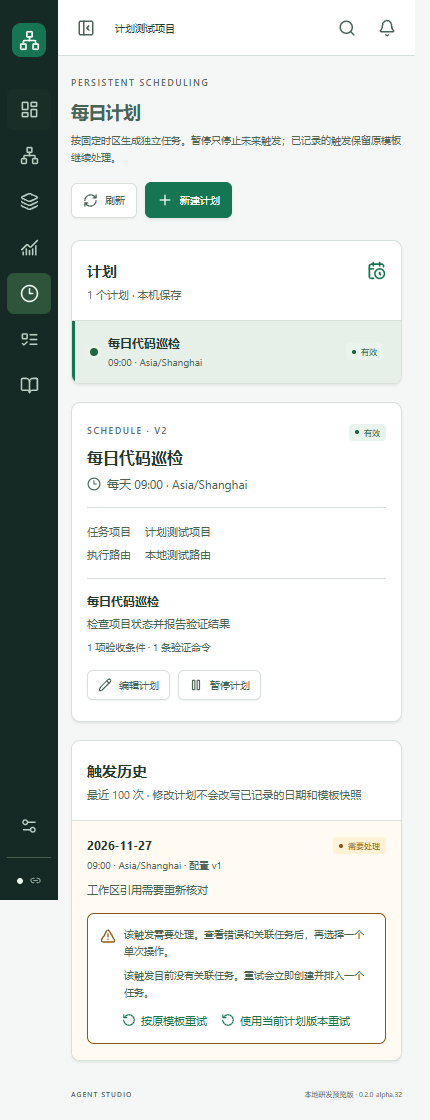 计划测试项目
PERSISTENT SCHEDULING
每日计划
按固定时区生成独立任务。暂停只停止未来触发；已记录的触发保留原模板
继续处理。
刷新
新建计划
计划
1 个计划 · 本机保存
每日代码巡检
有效
09:00 · Asia/Shanghai
SCHEDULE · V2
有效
每日代码巡检
每天 09:00 · Asia/Shanghai
任务项目 计划测试项目
执行路由 本地测试路由
每日代码巡检
检查项目状态并报告验证结果
1 项验收条件 · 1 条验证命令
编辑计划
暂停计划
触发历史
最近 100 次 · 修改计划不会改写已记录的日期和模板快照
2026-11-27
需要处理
09:00 · Asia/Shanghai · 配置 v1
工作区引用需要重新核对
该触发需要处理。查看错误和关联任务后，再选择一个
单次操作。
该触发目前没有关联任务。重试会立即创建并排入一个
任务。
按原模板重试
使用当前计划版本重试
AGENT STUDIO
本地研发预览版 · 0.2.0-alpha.32